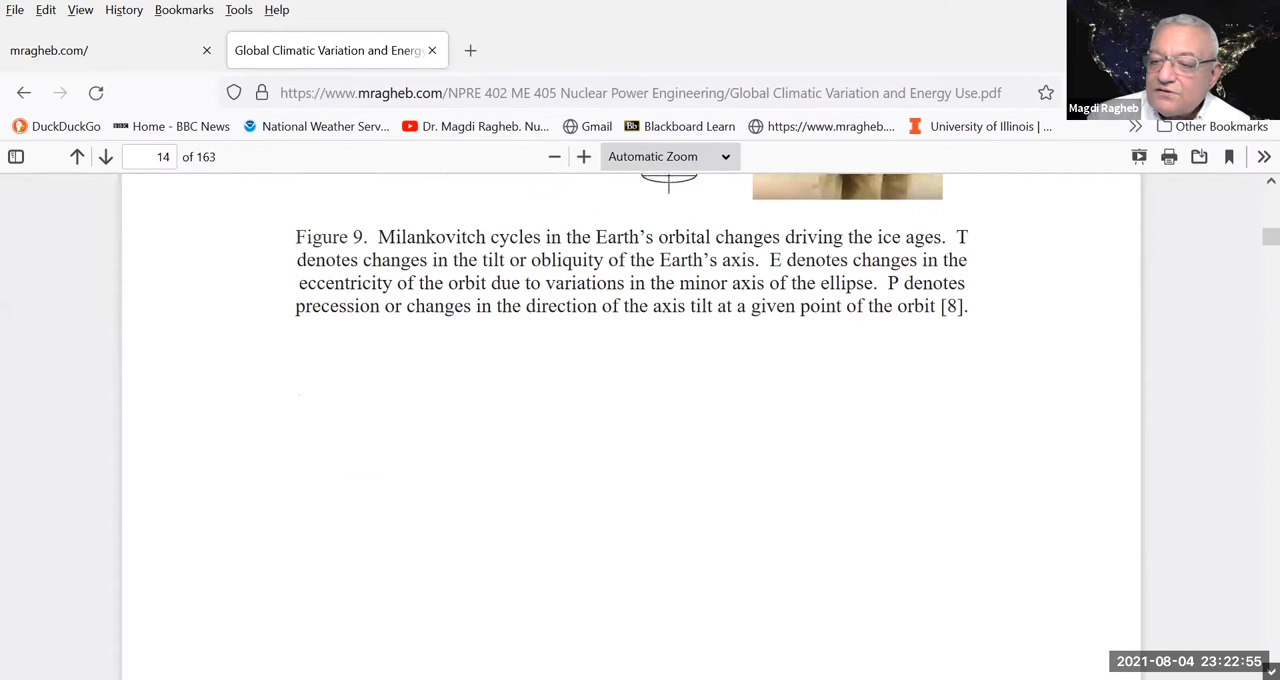 File Edit View History Bookmarks Tools Help
mragheb.com/
Global Climatic Variation and Energy
https://www.mragheb.com/NPRE 402 ME 405 Nuclear Power Engineering/Global Climatic Variation and Energy Use.pdf
Magdi Ragheb
DuckDuckGo BBC Home - BBC News National Weather Serv... Dr. Magdi Ragheb. Nu... Gmail Bb Blackboard Learn https://www.mragheb.... University of Illinois | ... Other Bookmarks
14 of 163 Automatic Zoom
Figure 9. Milankovitch cycles in the Earth's orbital changes driving the ice ages. T
denotes changes in the tilt or obliquity of the Earth's axis. E denotes changes in the
eccentricity of the orbit due to variations in the minor axis of the ellipse. P denotes
precession or changes in the direction of the axis tilt at a given point of the orbit [8].
2021-08-04 23:22:55